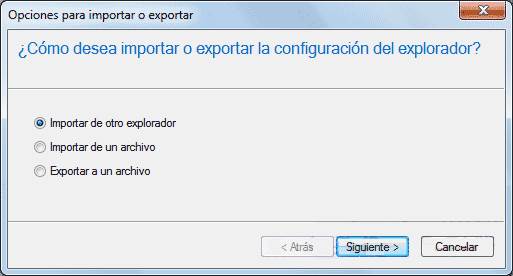 Opciones para importar o exportar
¿Cómo desea importar o exportar la configuración del explorador?
Importar de otro explorador
Importar de un archivo
Exportar a un archivo
< Atrás Siguiente > Cancelar